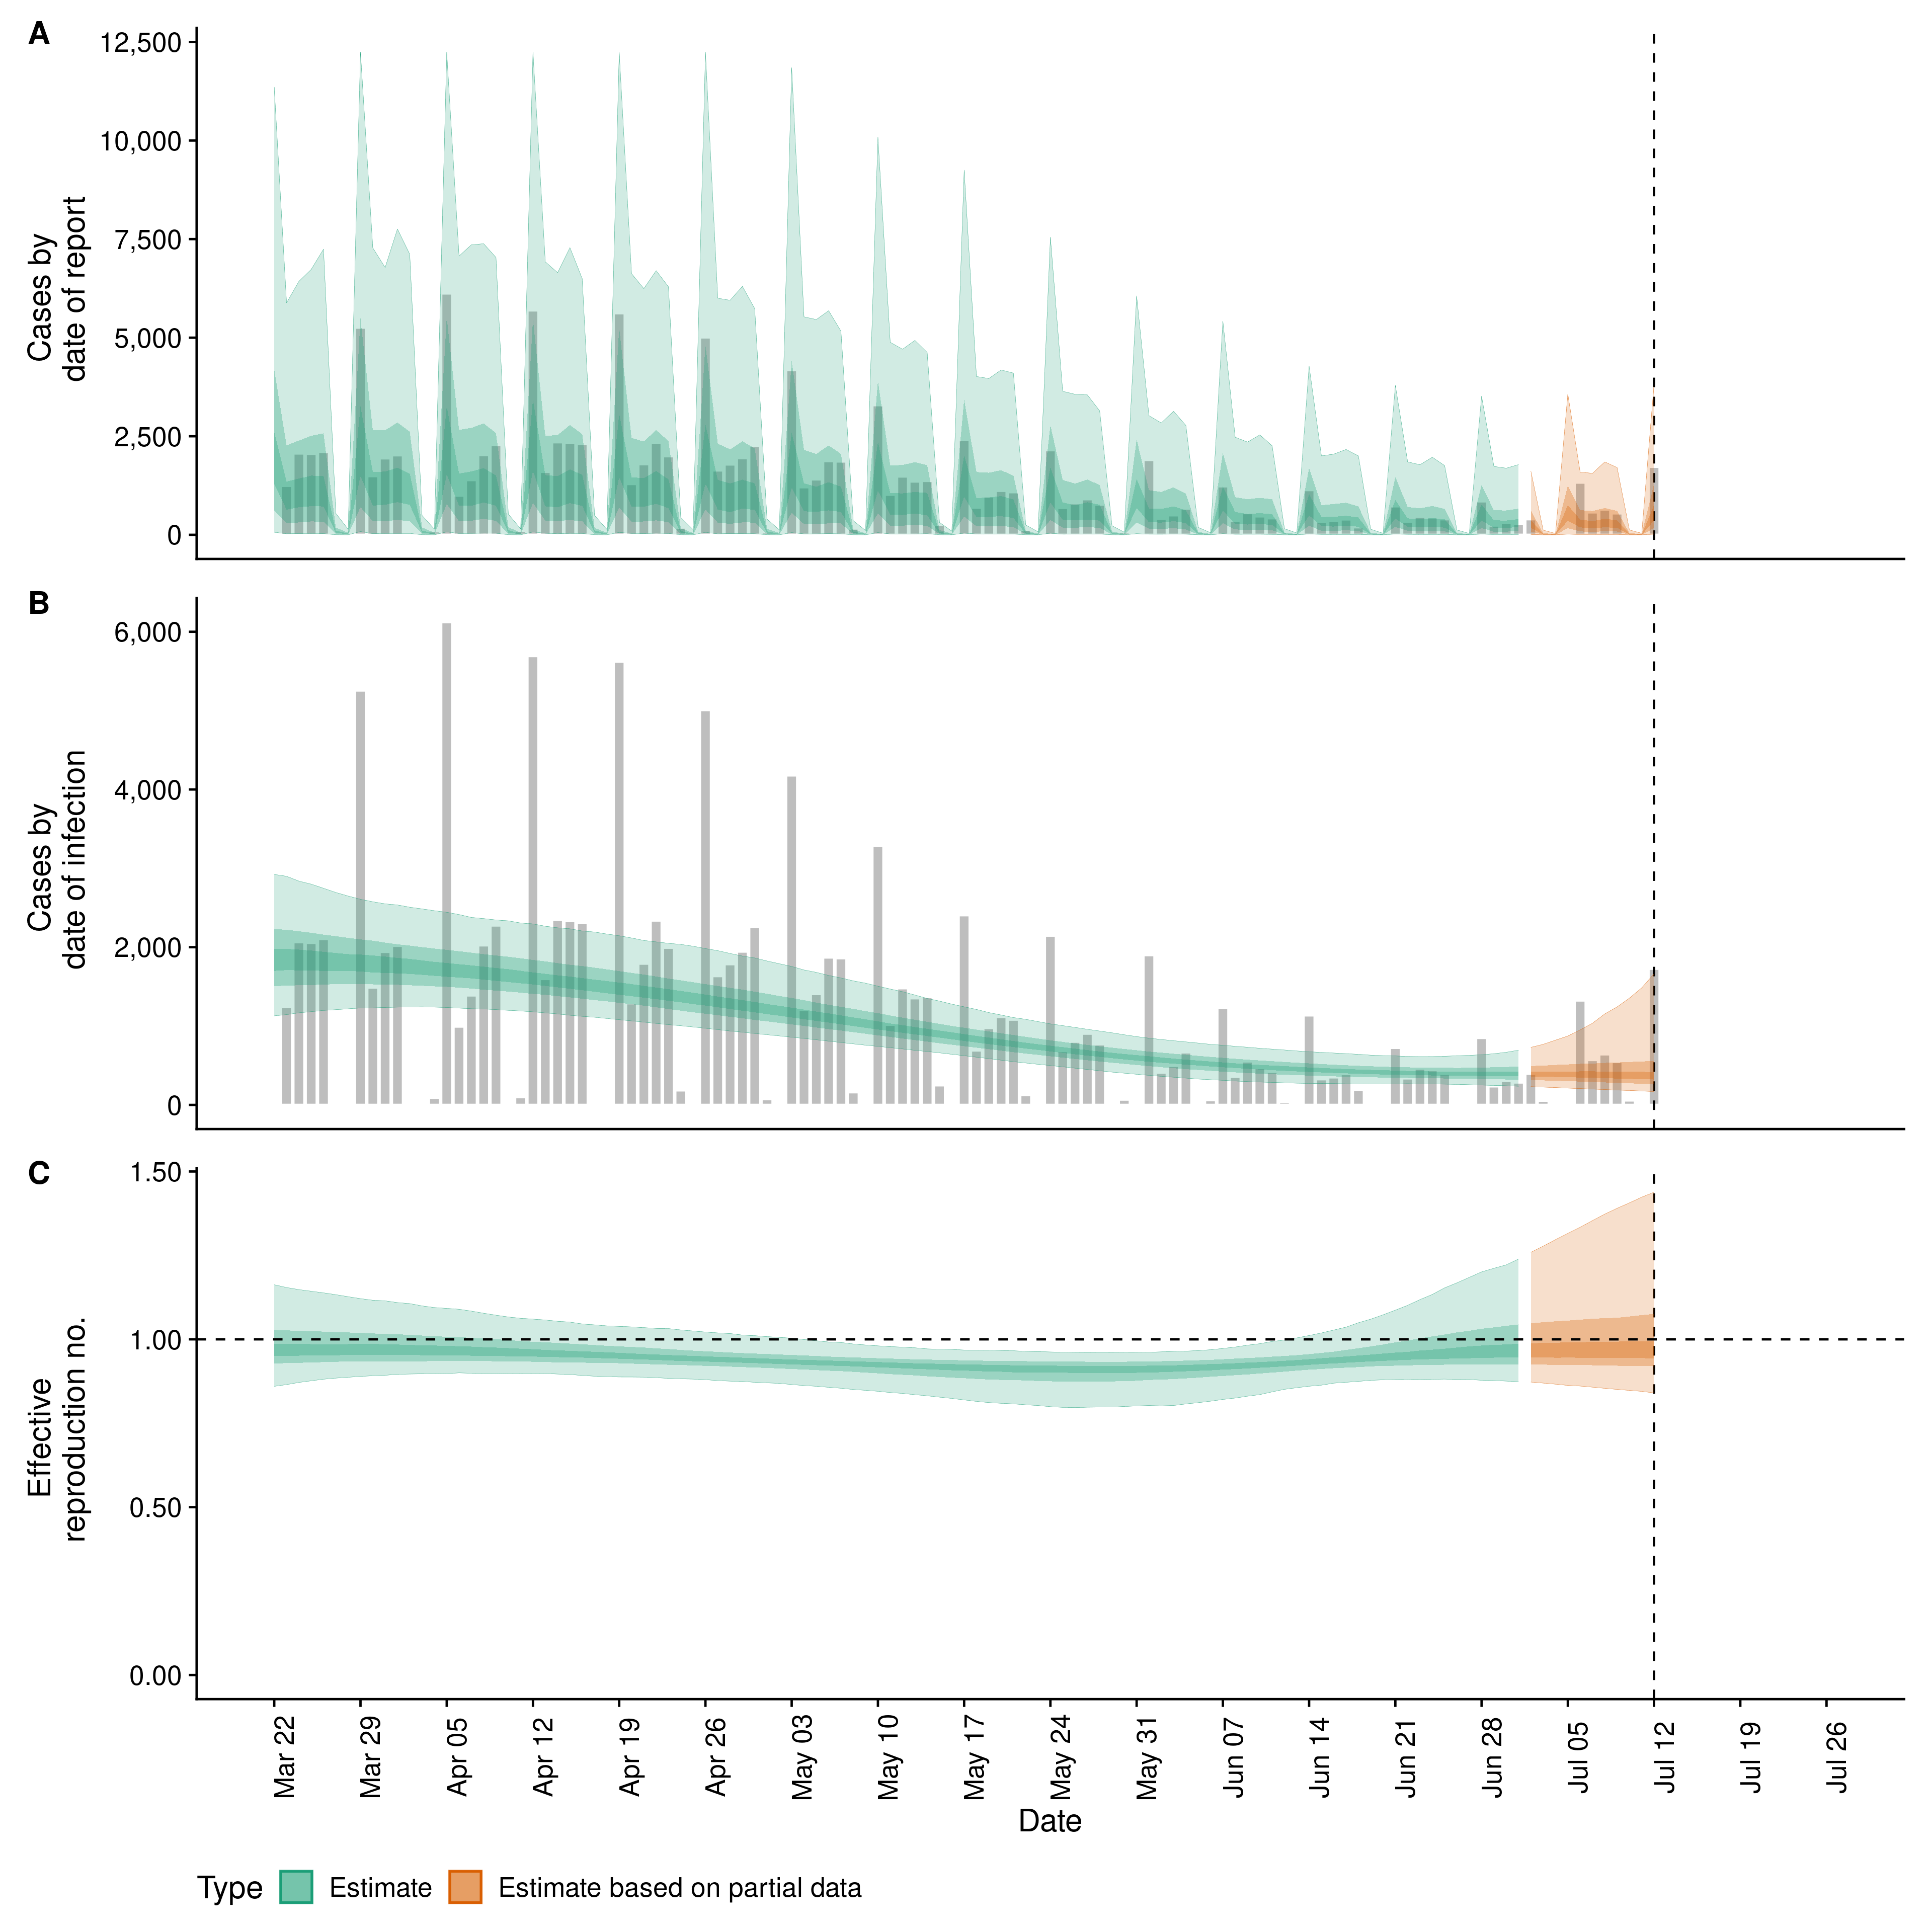 A
12,500
10,000
7,500
5,000
2,500
0
Cases by
date of report
B
6,000
4,000
2,000
0
Cases by
date of infection
C
1.50
1.00
0.50
0.00
Effective
reproduction no.
Mar 22
Mar 29
Apr 05
Apr 12
Apr 19
Apr 26
May 03
May 10
May 17
May 24
May 31
Jun 07
Jun 14
Jun 21
Jun 28
Jul 05
Jul 12
Jul 19
Jul 26
Date
Type Estimate Estimate based on partial data